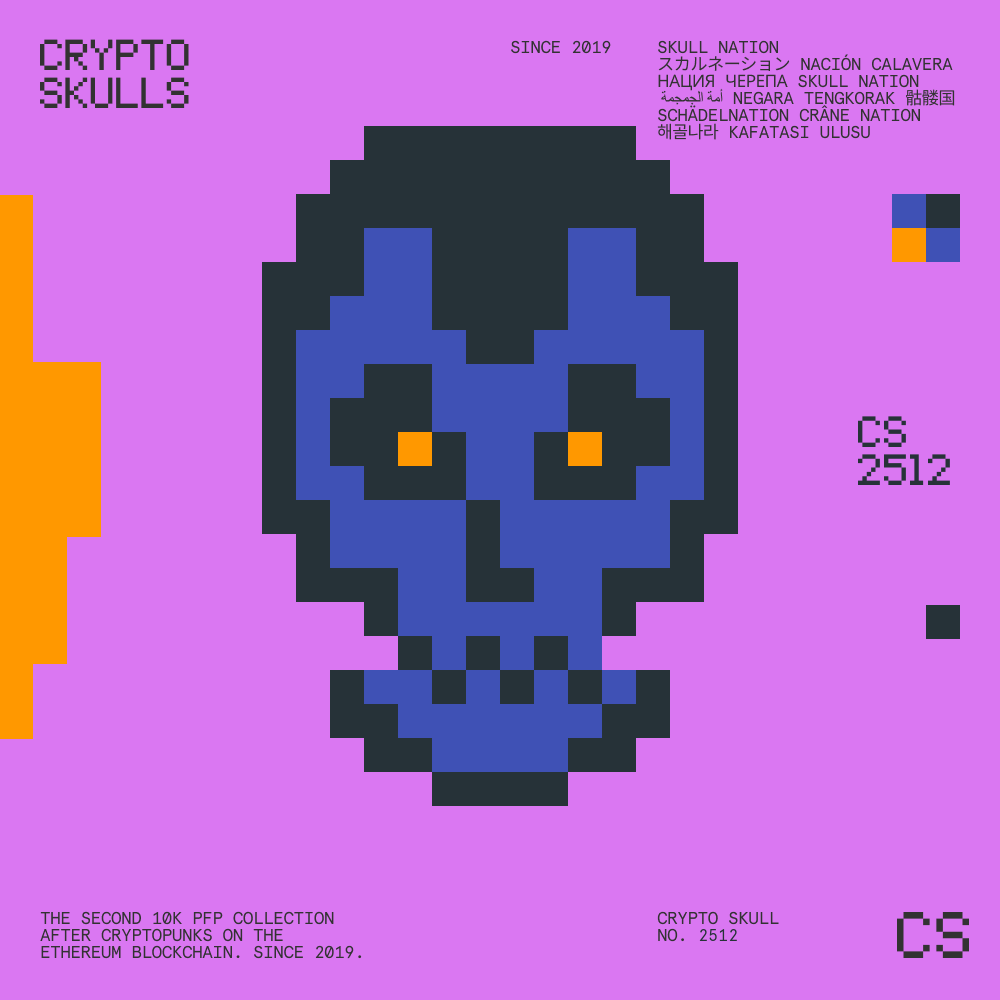 CRYPTO
SKULLS
SINCE 2019
SKULL NATION
スカルネーション NACIÓN CALAVERA
НАЦИЯ ЧЕРЕПА SKULL NATION
أمة الجمجمة NEGARA TENGKORAK 骷髅国
SCHÄDELNATION CRÂNE NATION
해골나라 KAFATASI ULUSU
CS
2512
THE SECOND 10K PFP COLLECTION
AFTER CRYPTOPUNKS ON THE
ETHEREUM BLOCKCHAIN. SINCE 2019.
CRYPTO SKULL
NO. 2512
CS